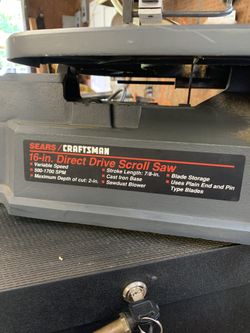 SEARS / CRAFTSMAN
16-in. Direct Drive Scroll Saw
• Variable Speed
• 500-1700 SPM
• Maximum Depth of cut: 2-in.
• Stroke Length: 7/8-in.
• Cast Iron Base
• Sawdust Blower
• Blade Storage
• Uses Plain End and Pin
Type Blades